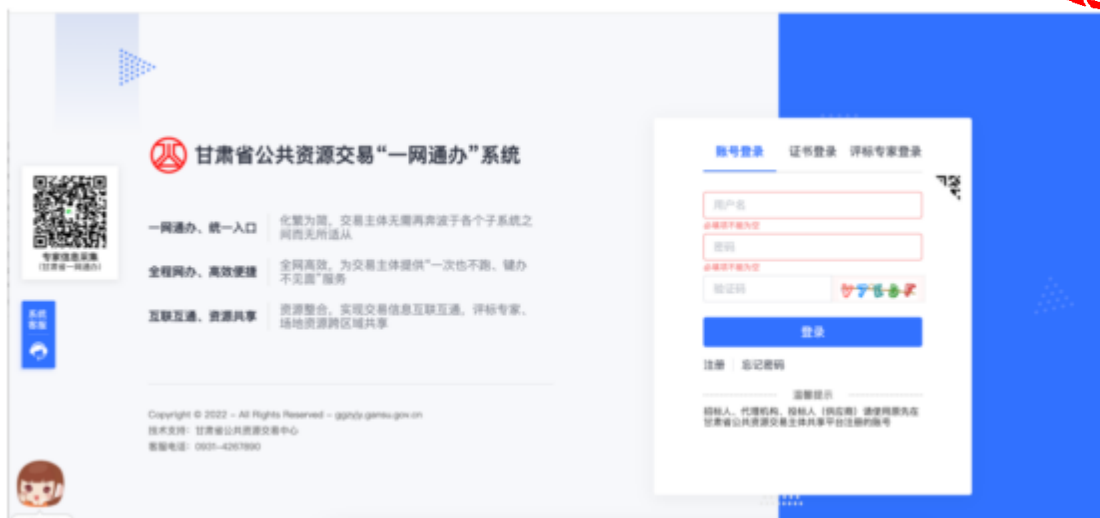 甘肃省公共资源交易“一网通办”系统
专家信息采集
(甘肃省一网通办)
系统
客服
一网通办、统一入口
化繁为简，交易主体无需再奔波于各个子系统之
间而无所适从
全程网办、高效便捷
全网高效，为交易主体提供“一次也不跑、键办
不见面”服务
互联互通、资源共享
资源整合，实现交易信息互联互通，评标专家、
场地资源跨区域共享
Copyright © 2022 - All Rights Reserved - ggzyjy.gansu.gov.cn
技术支持：甘肃省公共资源交易中心
客服电话：0931-4267890
账号登录 证书登录 评标专家登录
用户名
必填项不能为空
密码
必填项不能为空
验证码
登录
注册 忘记密码
温馨提示
招标人、代理机构、投标人（供应商）请使用原先在
甘肃省公共资源交易主体共享平台注册的账号